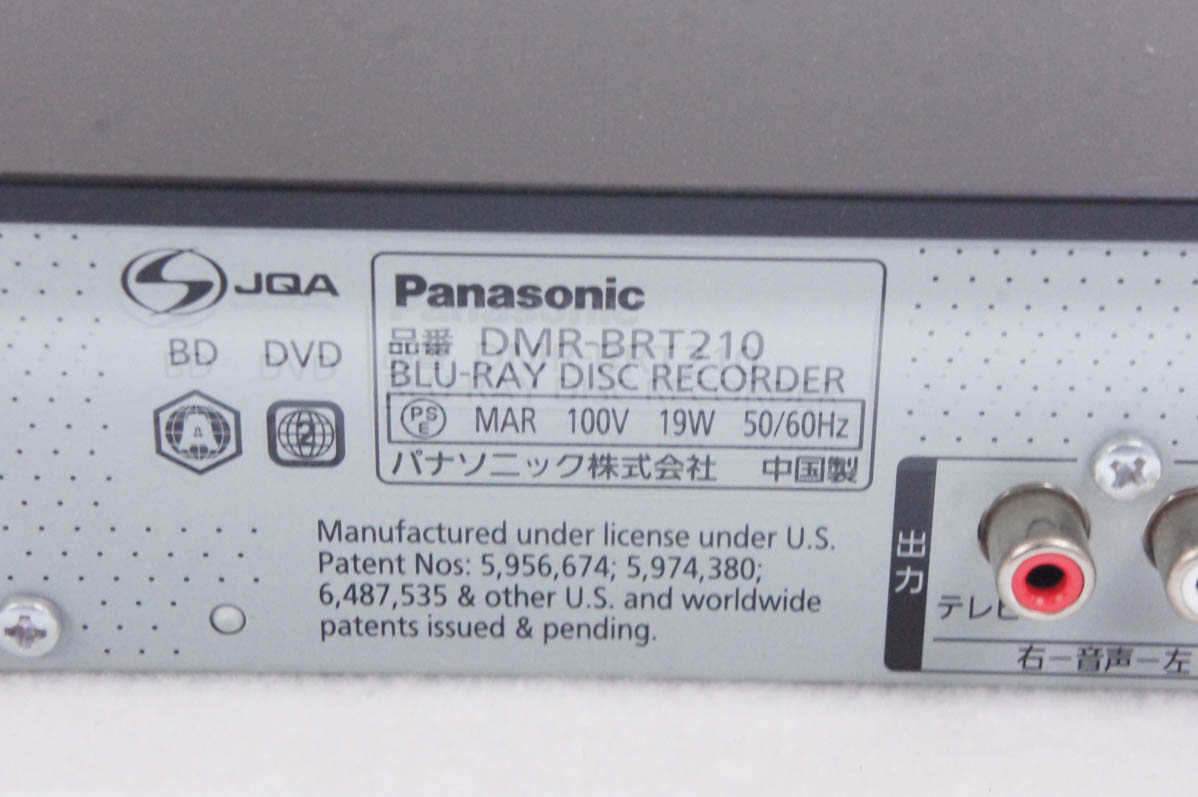 JQA
BD DVD
A 2
Panasonic
品番 DMR-BRT210
BLU-RAY DISC RECORDER
PSE MAR 100V 19W 50/60Hz
パナソニック株式会社 中国製
Manufactured under license under U.S.
Patent Nos: 5,956,674; 5,974,380;
6,487,535 & other U.S. and worldwide
patents issued & pending.
出力
テレビ
右ー音声ー左